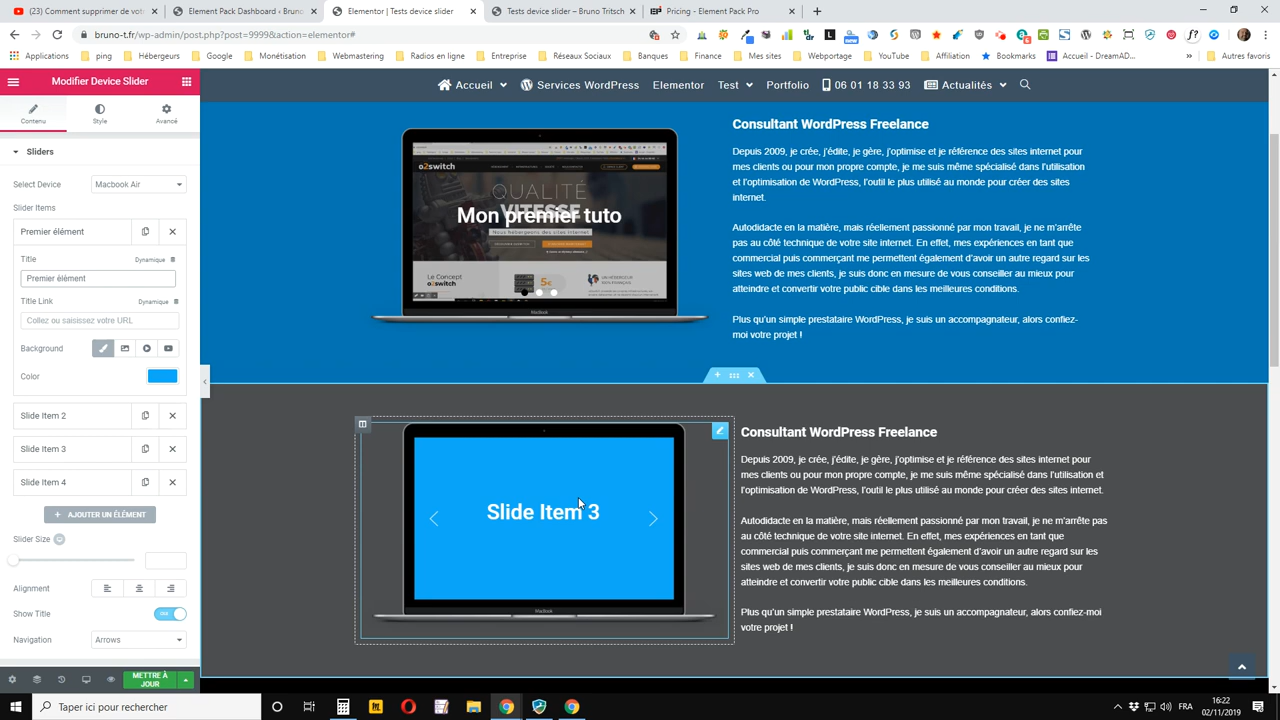 (23) Comment supprimer de votr
Element Pack Dashboard ‹ Bruno
Elementor | Tests device slider
Tests device slider – Bruno Tritsch
Pricing - Element Pack Pro
bruno-t.fr/wp-admin/post.php?post=9999&action=elementor#
Applications
ping
Hébergeurs
Google
Monétisation
Webmastering
Radios en ligne
Entreprise
Réseaux Sociaux
Banques
Finance
Mes sites
Webportage
YouTube
Affiliation
Bookmarks
Accueil - DreamAD...
»
Autres favoris
Modifier Device Slider
Contenu
Style
Avancé
Sliders
Select Device
Macbook Air
Slider Items
Premier élément
Title
Dynamique
Premier élément
Title Link
Dynamique
Collez ou saisissez votre URL
Background
Color
Slide Item 2
Slide Item 3
Slide Item 4
+ AJOUTER UN ÉLÉMENT
Slider Size
Alignment
Show Title
Navigation
Arrows
METTRE À
JOUR
Accueil
Services WordPress
Elementor
Test
Portfolio
06 01 18 33 93
Actualités
o2switch
QUALITÉ
VITESSE
Mon premier tuto
Nous hébergeons des sites internet
Le Concept
o2switch
5€
MacBook
Consultant WordPress Freelance
Depuis 2009, je crée, j'édite, je gère, j'optimise et je référence des sites internet pour
mes clients ou pour mon propre compte, je me suis même spécialisé dans l'utilisation
et l'optimisation de WordPress, l'outil le plus utilisé au monde pour créer des sites
internet.
Autodidacte en la matière, mais réellement passionné par mon travail, je ne m'arrête
pas au côté technique de votre site internet. En effet, mes expériences en tant que
commercial puis commerçant me permettent également d'avoir un autre regard sur les
sites web de mes clients, je suis donc en mesure de vous conseiller au mieux pour
atteindre et convertir votre public cible dans les meilleures conditions.
Plus qu'un simple prestataire WordPress, je suis un accompagnateur, alors confiez-
moi votre projet !
Slide Item 3
MacBook
Consultant WordPress Freelance
Depuis 2009, je crée, j'édite, je gère, j'optimise et je référence des sites internet pour
mes clients ou pour mon propre compte, je me suis même spécialisé dans l'utilisation et
l'optimisation de WordPress, l'outil le plus utilisé au monde pour créer des sites internet.
Autodidacte en la matière, mais réellement passionné par mon travail, je ne m'arrête pas
au côté technique de votre site internet. En effet, mes expériences en tant que
commercial puis commerçant me permettent également d'avoir un autre regard sur les
sites web de mes clients, je suis donc en mesure de vous conseiller au mieux pour
atteindre et convertir votre public cible dans les meilleures conditions.
Plus qu'un simple prestataire WordPress, je suis un accompagnateur, alors confiez-moi
votre projet !
Taper ici pour rechercher
FRA
16:22
02/11/2019